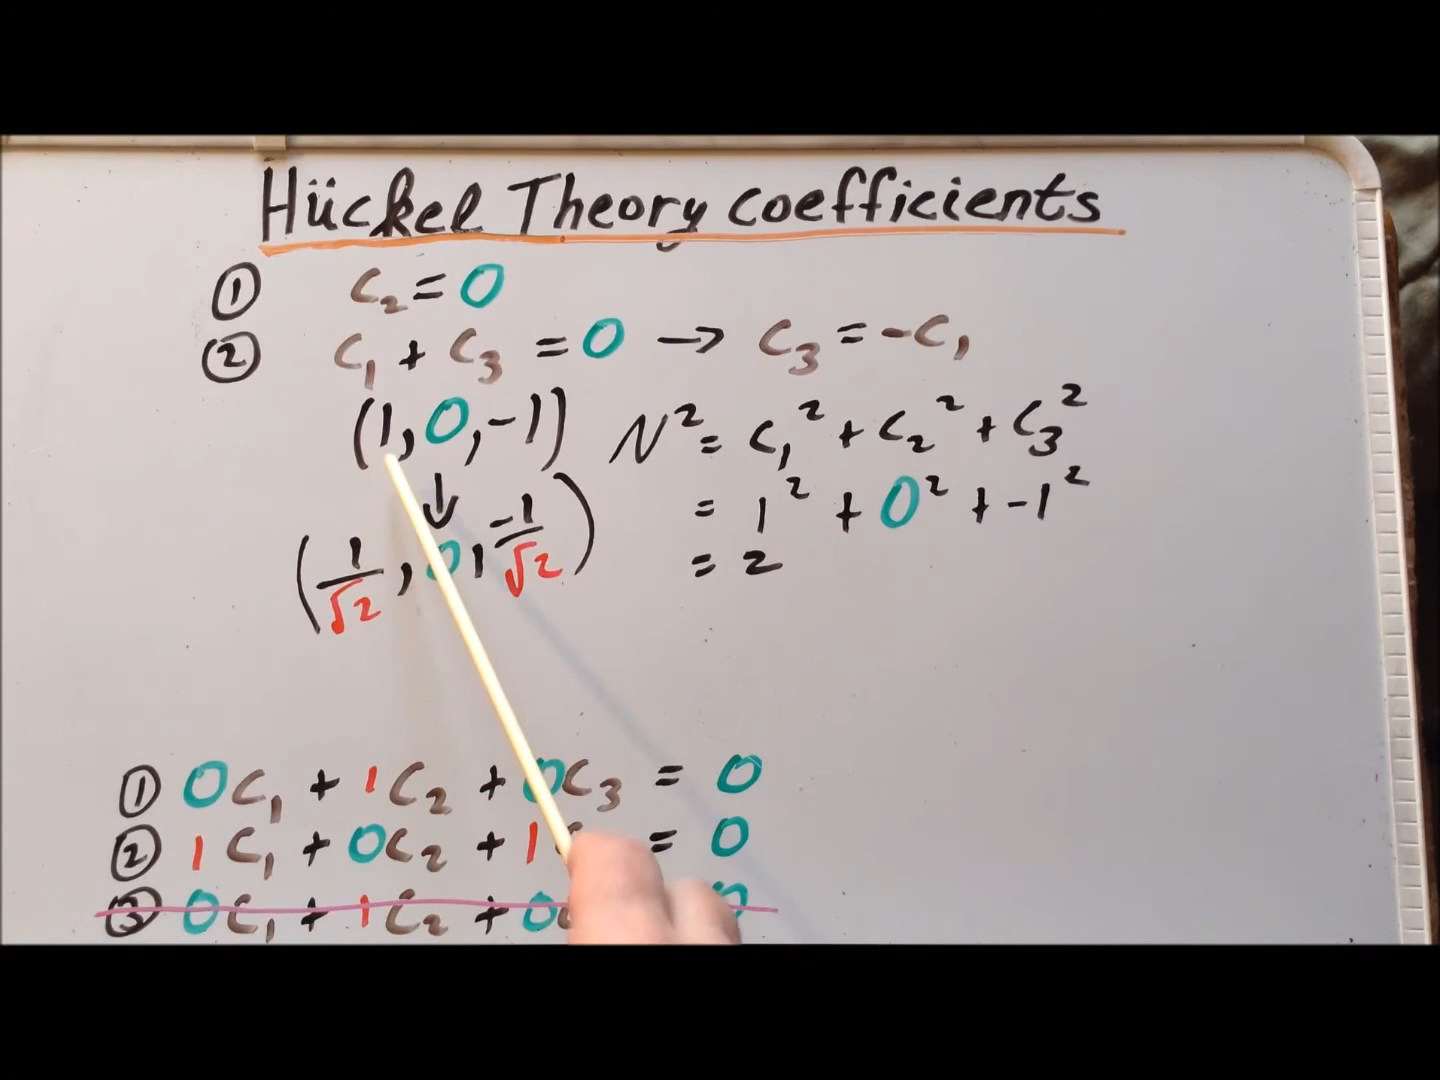 Hückel Theory coefficients
① C₂ = 0
② C₁ + C₃ = 0 → C₃ = -C₁
(1, 0, -1) N² = C₁² + C₂² + C₃²
↓ = 1² + 0² + -1²
(1/√2, 0, -1/√2) = 2
① 0C₁ + 1C₂ + 0C₃ = 0
② 1C₁ + 0C₂ + 1C = 0
③ 0C₁ + 1C₂ + 0C 0